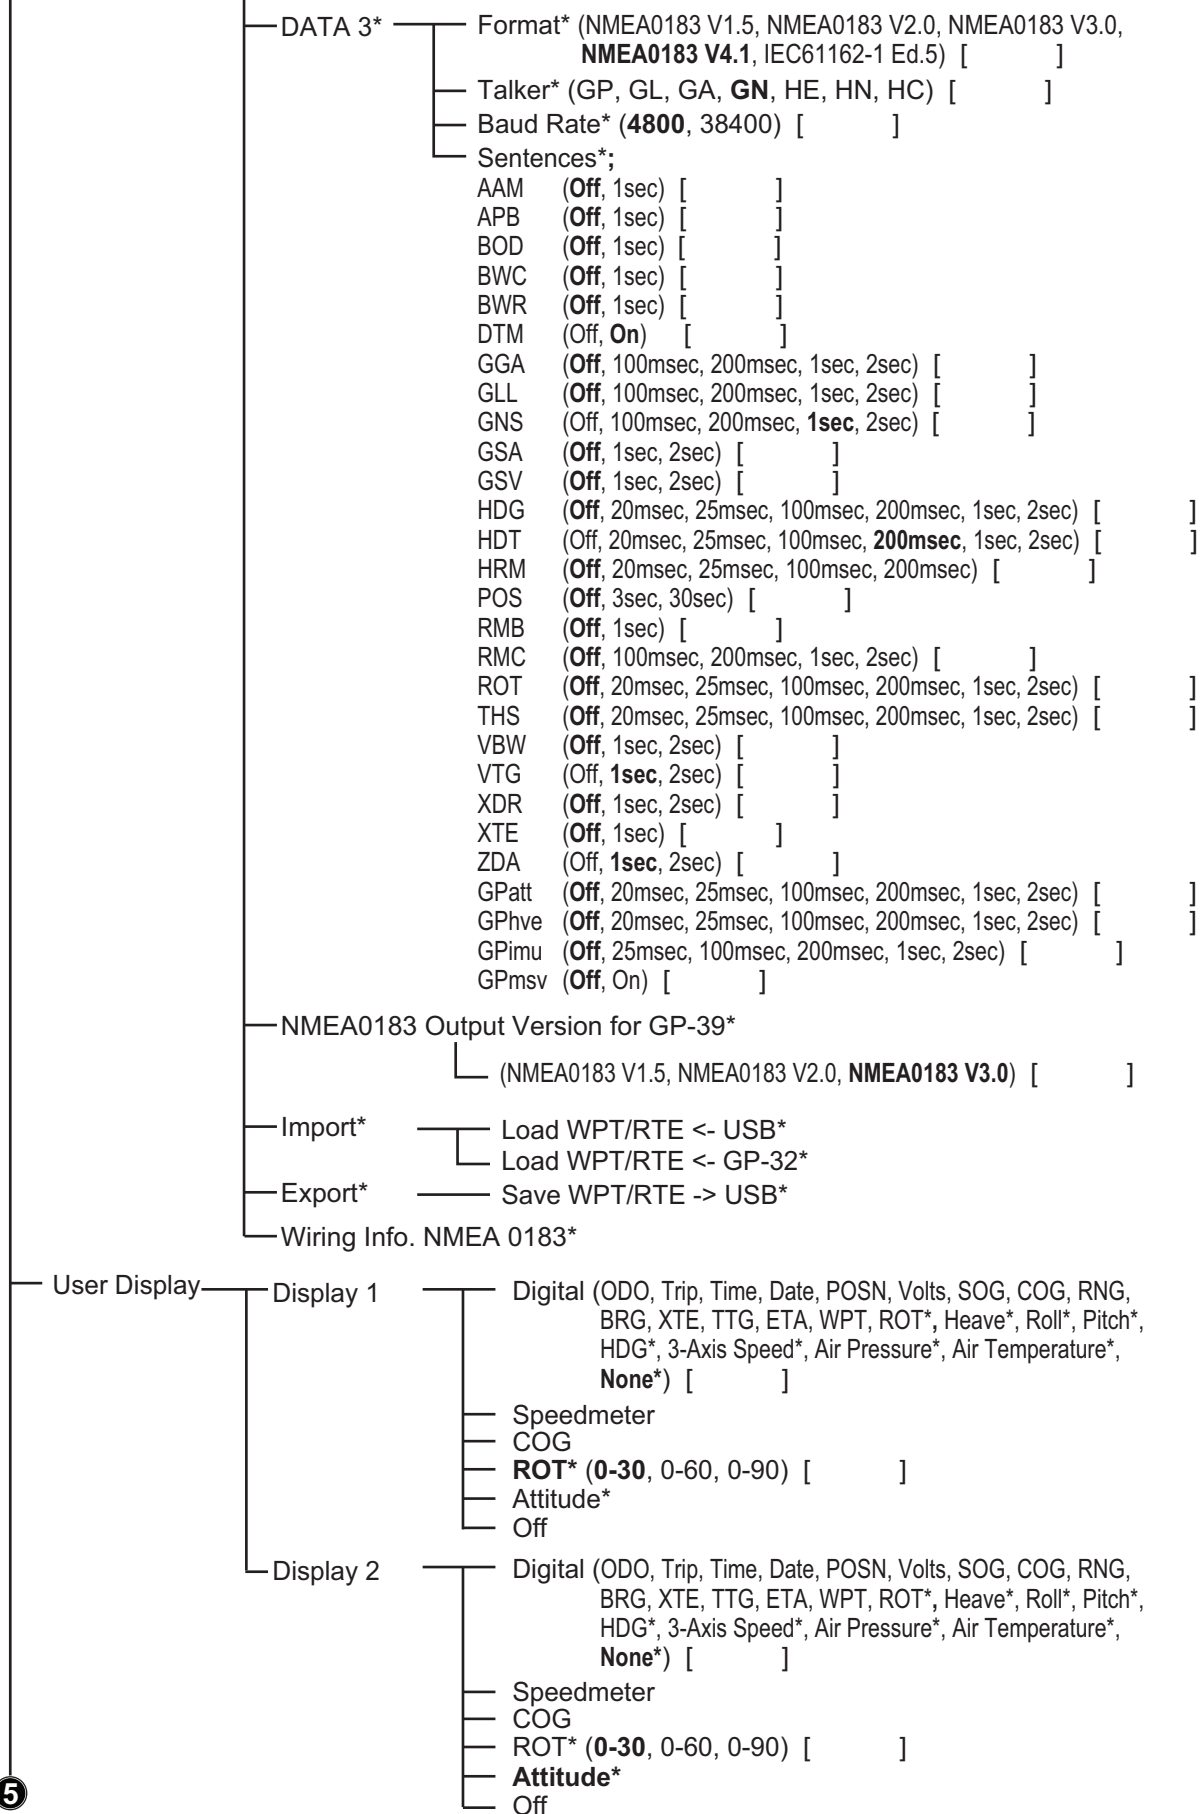 DATA 3* Format* (NMEA0183 V1.5, NMEA0183 V2.0, NMEA0183 V3.0,
NMEA0183 V4.1, IEC61162-1 Ed.5) [ ]
Talker* (GP, GL, GA, GN, HE, HN, HC) [ ]
Baud Rate* (4800, 38400) [ ]
Sentences*;
AAM (Off, 1sec) [ ]
APB (Off, 1sec) [ ]
BOD (Off, 1sec) [ ]
BWC (Off, 1sec) [ ]
BWR (Off, 1sec) [ ]
DTM (Off, On) [ ]
GGA (Off, 100msec, 200msec, 1sec, 2sec) [ ]
GLL (Off, 100msec, 200msec, 1sec, 2sec) [ ]
GNS (Off, 100msec, 200msec, 1sec, 2sec) [ ]
GSA (Off, 1sec, 2sec) [ ]
GSV (Off, 1sec, 2sec) [ ]
HDG (Off, 20msec, 25msec, 100msec, 200msec, 1sec, 2sec) [ ]
HDT (Off, 20msec, 25msec, 100msec, 200msec, 1sec, 2sec) [ ]
HRM (Off, 20msec, 25msec, 100msec, 200msec) [ ]
POS (Off, 3sec, 30sec) [ ]
RMB (Off, 1sec) [ ]
RMC (Off, 100msec, 200msec, 1sec, 2sec) [ ]
ROT (Off, 20msec, 25msec, 100msec, 200msec, 1sec, 2sec) [ ]
THS (Off, 20msec, 25msec, 100msec, 200msec, 1sec, 2sec) [ ]
VBW (Off, 1sec, 2sec) [ ]
VTG (Off, 1sec, 2sec) [ ]
XDR (Off, 1sec, 2sec) [ ]
XTE (Off, 1sec) [ ]
ZDA (Off, 1sec, 2sec) [ ]
GPatt (Off, 20msec, 25msec, 100msec, 200msec, 1sec, 2sec) [ ]
GPhve (Off, 20msec, 25msec, 100msec, 200msec, 1sec, 2sec) [ ]
GPimu (Off, 25msec, 100msec, 200msec, 1sec, 2sec) [ ]
GPmsv (Off, On) [ ]
NMEA0183 Output Version for GP-39*
(NMEA0183 V1.5, NMEA0183 V2.0, NMEA0183 V3.0) [ ]
Import* Load WPT/RTE <- USB*
Load WPT/RTE <- GP-32*
Export* Save WPT/RTE -> USB*
Wiring Info. NMEA 0183*
User Display Display 1 Digital (ODO, Trip, Time, Date, POSN, Volts, SOG, COG, RNG,
BRG, XTE, TTG, ETA, WPT, ROT*, Heave*, Roll*, Pitch*,
HDG*, 3-Axis Speed*, Air Pressure*, Air Temperature*,
None*) [ ]
Speedmeter
COG
ROT* (0-30, 0-60, 0-90) [ ]
Attitude*
Off
Display 2 Digital (ODO, Trip, Time, Date, POSN, Volts, SOG, COG, RNG,
BRG, XTE, TTG, ETA, WPT, ROT*, Heave*, Roll*, Pitch*,
HDG*, 3-Axis Speed*, Air Pressure*, Air Temperature*,
None*) [ ]
Speedmeter
COG
ROT* (0-30, 0-60, 0-90) [ ]
Attitude*
Off
5